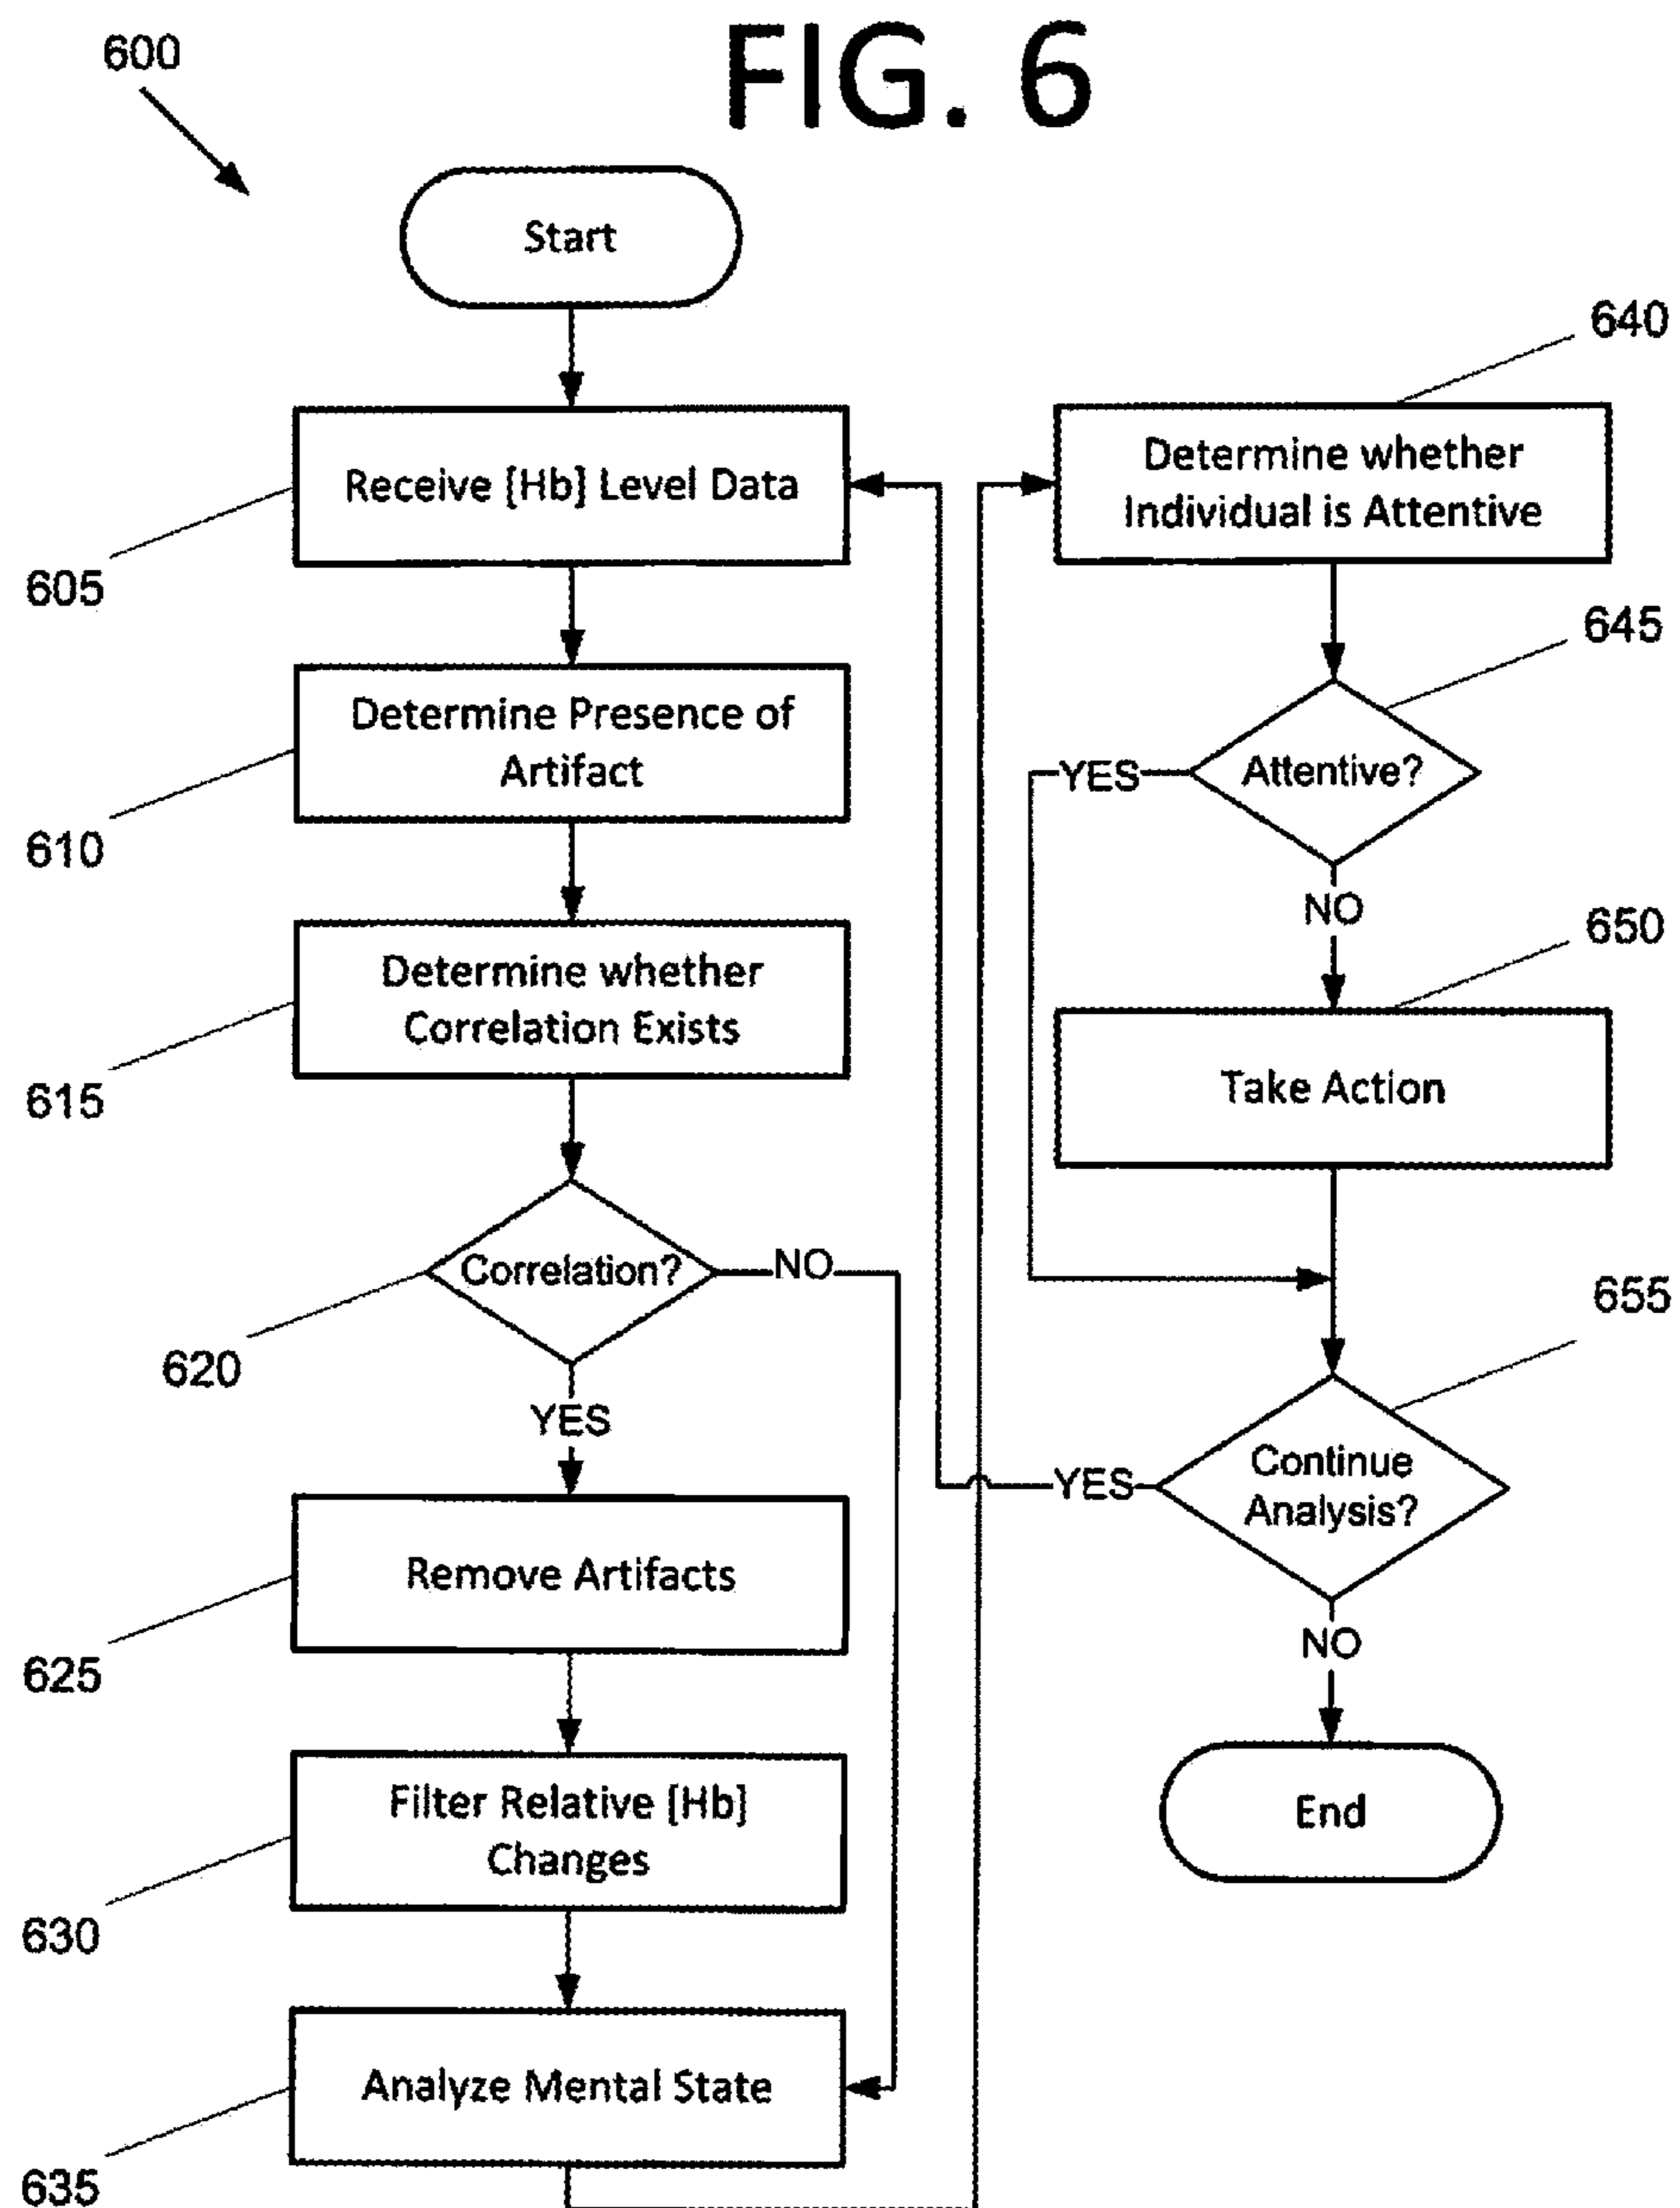 FIG. 6
600
Start
Receive [Hb] Level Data
605
Determine Presence of
Artifact
610
Determine whether
Correlation Exists
615
Correlation?
NO
620
YES
Remove Artifacts
625
Filter Relative [Hb]
Changes
630
Analyze Mental State
635
640
Determine whether
Individual is Attentive
645
Attentive?
YES
NO
650
Take Action
655
Continue
Analysis?
YES
NO
End